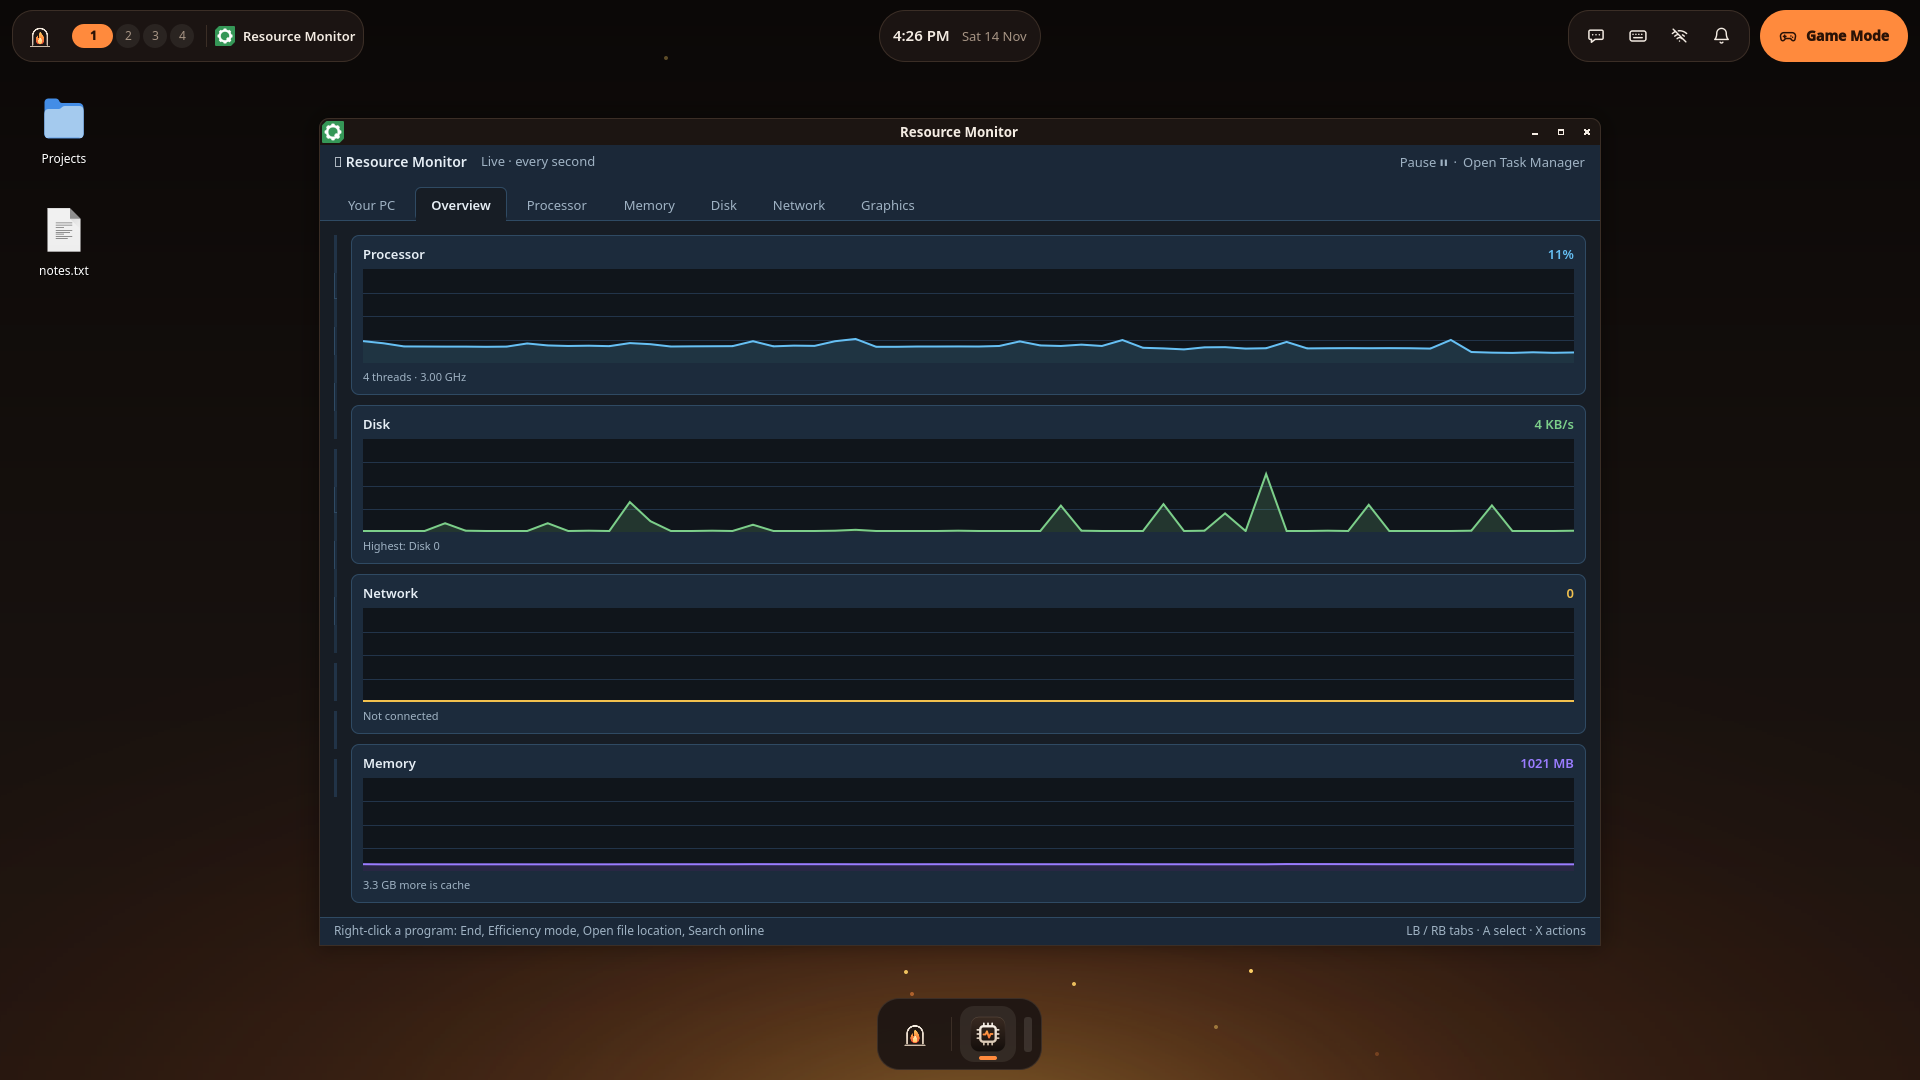 1 2 3 4 Resource Monitor
4:26 PM Sat 14 Nov
Game Mode
Projects
notes.txt
Resource Monitor
Resource Monitor Live · every second
Pause · Open Task Manager
Your PC Overview Processor Memory Disk Network Graphics
Processor 11%
4 threads · 3.00 GHz
Disk 4 KB/s
Highest: Disk 0
Network 0
Not connected
Memory 1021 MB
3.3 GB more is cache
Right-click a program: End, Efficiency mode, Open file location, Search online
LB / RB tabs · A select · X actions